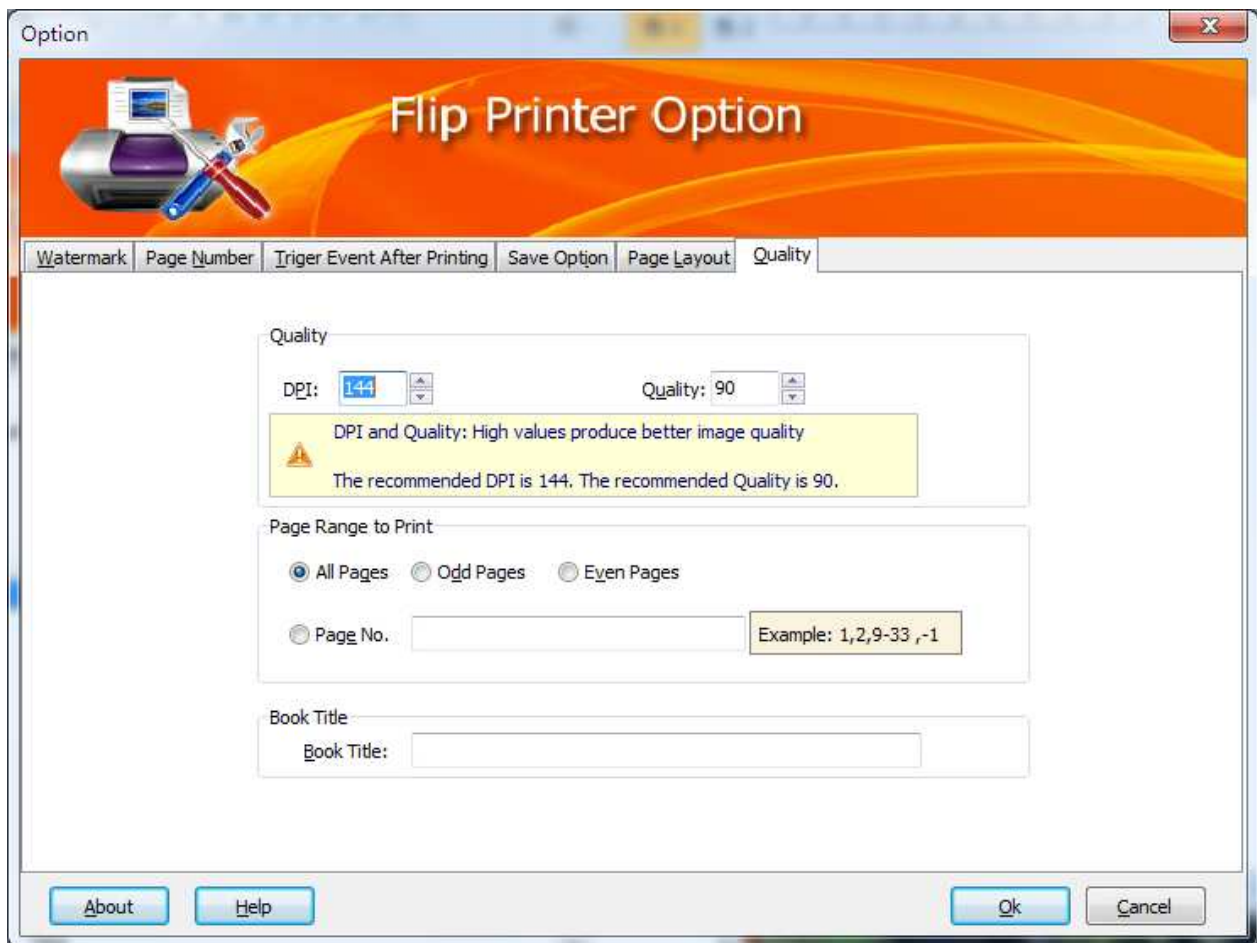 Option
Flip Printer Option
Watermark Page Number Triger Event After Printing Save Option Page Layout Quality
Quality
DPI: 144 Quality: 90
DPI and Quality: High values produce better image quality
The recommended DPI is 144. The recommended Quality is 90.
Page Range to Print
All Pages Odd Pages Even Pages
Page No. Example: 1,2,9-33 ,-1
Book Title
Book Title:
About Help Ok Cancel